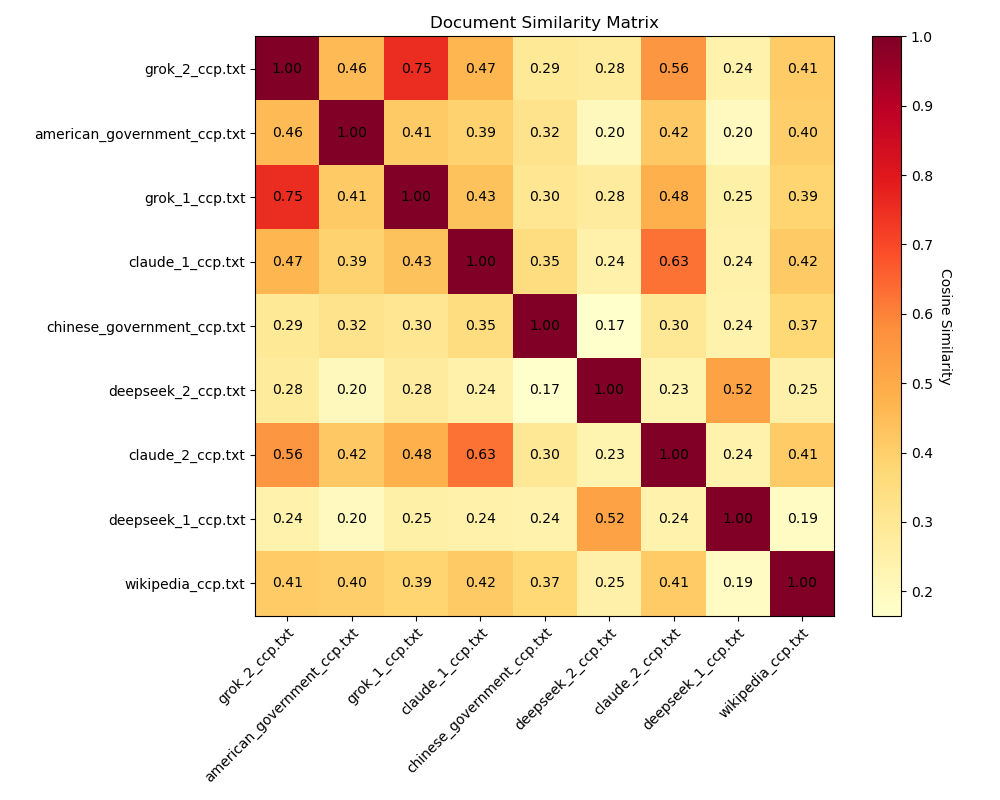 Document Similarity Matrix
grok_2_ccp.txt 1.00 0.46 0.75 0.47 0.29 0.28 0.56 0.24 0.41
american_government_ccp.txt 0.46 1.00 0.41 0.39 0.32 0.20 0.42 0.20 0.40
grok_1_ccp.txt 0.75 0.41 1.00 0.43 0.30 0.28 0.48 0.25 0.39
claude_1_ccp.txt 0.47 0.39 0.43 1.00 0.35 0.24 0.63 0.24 0.42
chinese_government_ccp.txt 0.29 0.32 0.30 0.35 1.00 0.17 0.30 0.24 0.37
deepseek_2_ccp.txt 0.28 0.20 0.28 0.24 0.17 1.00 0.23 0.52 0.25
claude_2_ccp.txt 0.56 0.42 0.48 0.63 0.30 0.23 1.00 0.24 0.41
deepseek_1_ccp.txt 0.24 0.20 0.25 0.24 0.24 0.52 0.24 1.00 0.19
wikipedia_ccp.txt 0.41 0.40 0.39 0.42 0.37 0.25 0.41 0.19 1.00
grok_2_ccp.txt
american_government_ccp.txt
grok_1_ccp.txt
claude_1_ccp.txt
chinese_government_ccp.txt
deepseek_2_ccp.txt
claude_2_ccp.txt
deepseek_1_ccp.txt
wikipedia_ccp.txt
1.0
0.9
0.8
0.7
0.6
0.5
0.4
0.3
0.2
Cosine Similarity